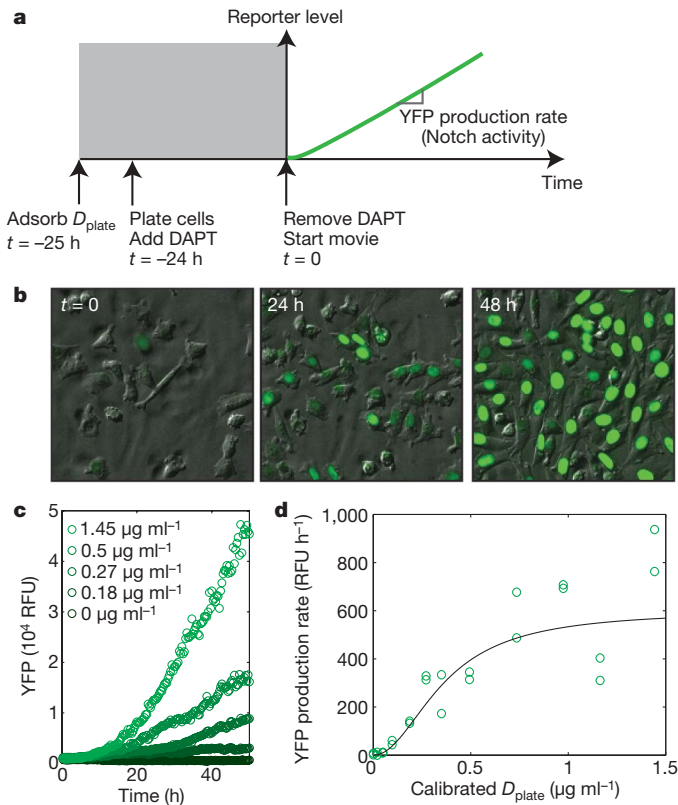 a
Reporter level
YFP production rate
(Notch activity)
Time
Adsorb Dplate
t = –25 h
Plate cells
Add DAPT
t = –24 h
Remove DAPT
Start movie
t = 0
b
t = 0
24 h
48 h
c
5
4
3
2
1
0
0
20
40
1.45 µg ml⁻¹
0.5 µg ml⁻¹
0.27 µg ml⁻¹
0.18 µg ml⁻¹
0 µg ml⁻¹
YFP (10⁴ RFU)
Time (h)
d
1,000
800
600
400
200
0
0
0.5
1.0
1.5
YFP production rate (RFU h⁻¹)
Calibrated Dplate (µg ml⁻¹)